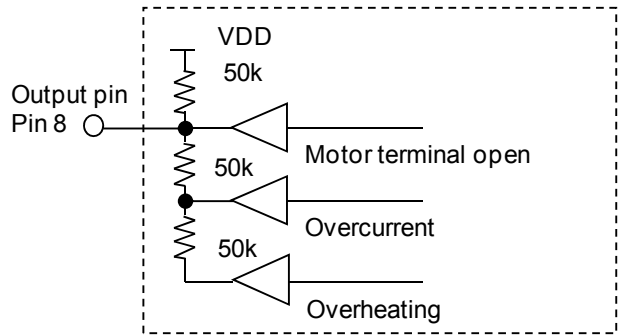 VDD
50k
Output pin
Pin 8
Motor terminal open
50k
Overcurrent
50k
Overheating